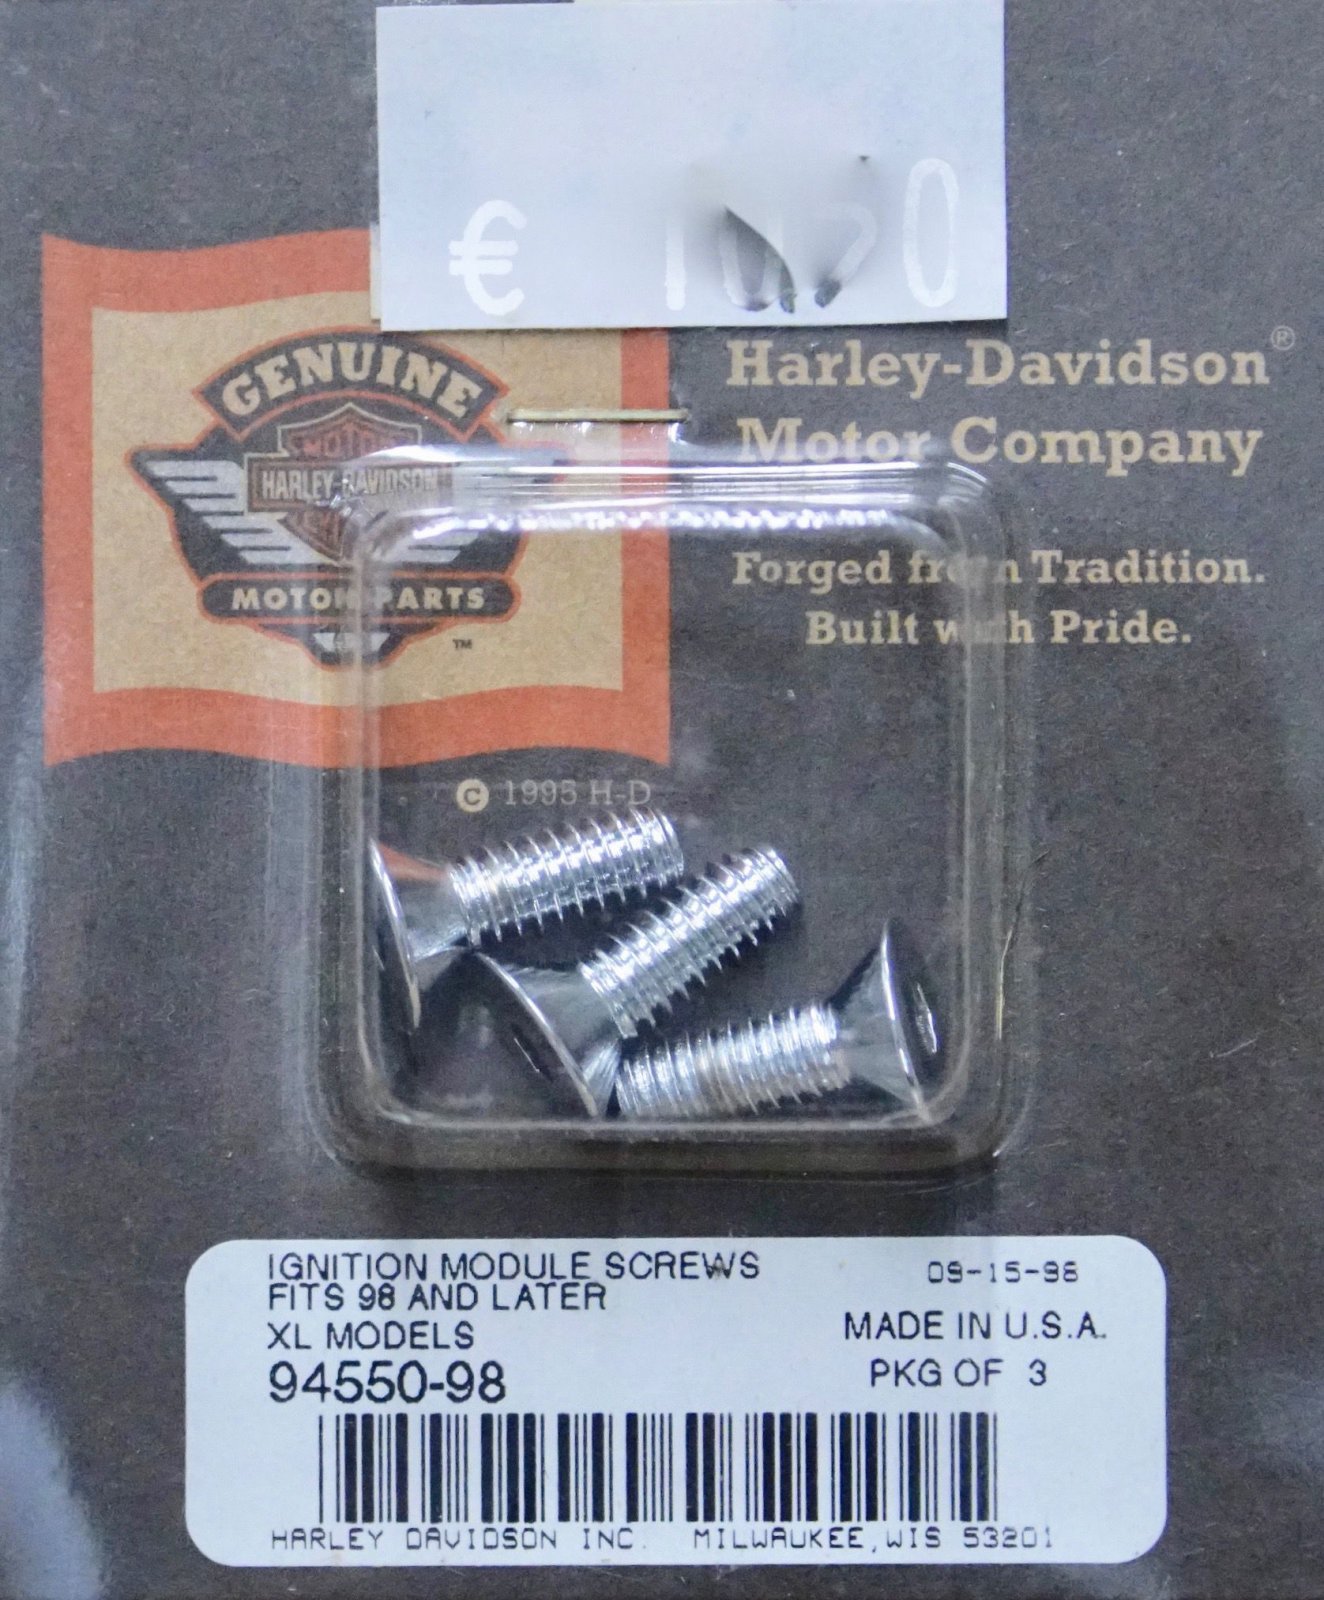 €
GENUINE
MOTOR
HARLEY-DAVIDSON
MOTOR PARTS
™
Harley-Davidson®
Motor Company
Forged from Tradition.
Built with Pride.
© 1995 H-D
IGNITION MODULE SCREWS
FITS 98 AND LATER
XL MODELS
94550-98
09-15-98
MADE IN U.S.A.
PKG OF 3
HARLEY DAVIDSON INC. MILWAUKEE,WIS 53201